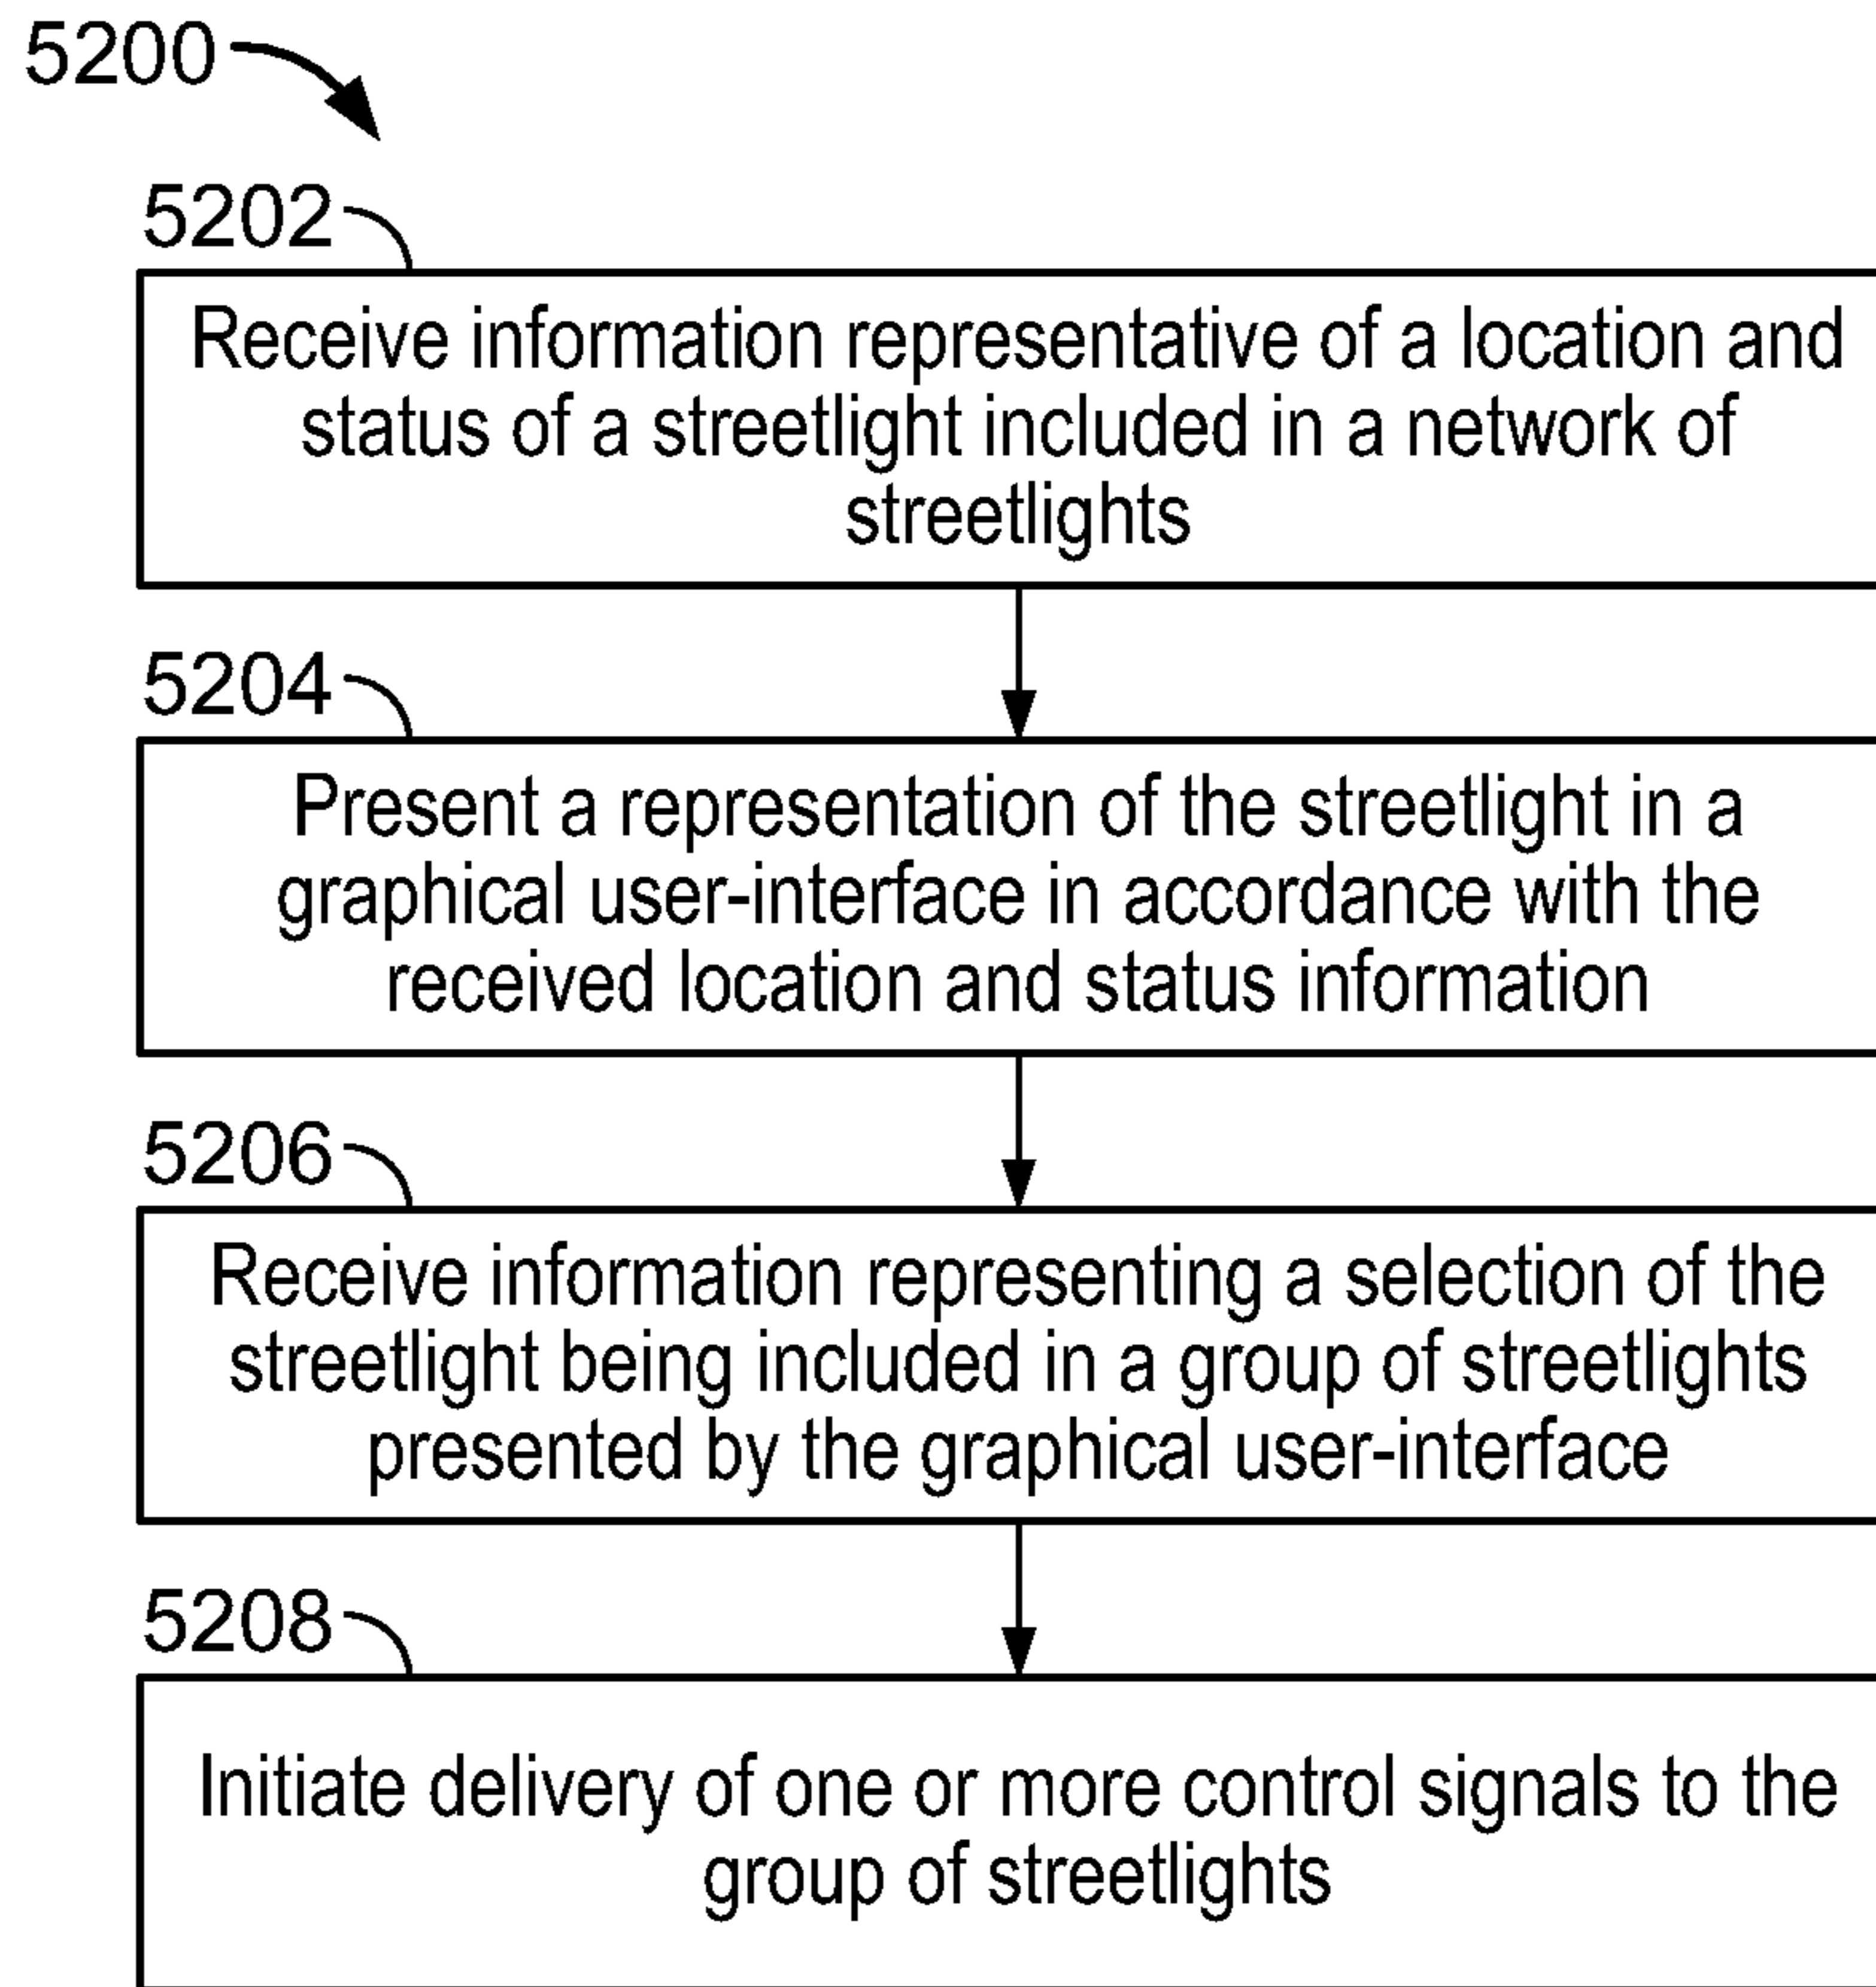 5200
5202
Receive information representative of a location and
status of a streetlight included in a network of
streetlights
5204
Present a representation of the streetlight in a
graphical user-interface in accordance with the
received location and status information
5206
Receive information representing a selection of the
streetlight being included in a group of streetlights
presented by the graphical user-interface
5208
Initiate delivery of one or more control signals to the
group of streetlights